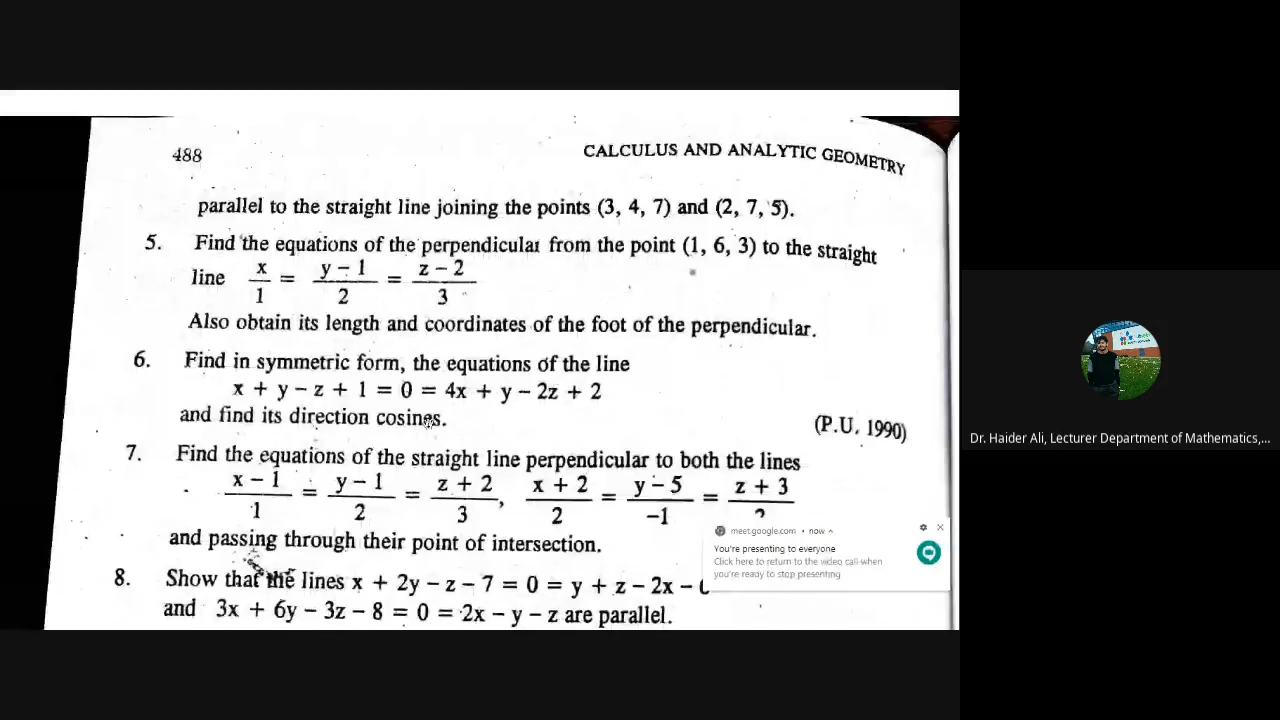 488 CALCULUS AND ANALYTIC GEOMETRY
parallel to the straight line joining the points (3, 4, 7) and (2, 7, 5).
5. Find the equations of the perpendicular from the point (1, 6, 3) to the straight
line x/1 = (y − 1)/2 = (z − 2)/3
Also obtain its length and coordinates of the foot of the perpendicular.
6. Find in symmetric form, the equations of the line
x + y − z + 1 = 0 = 4x + y − 2z + 2
and find its direction cosines. (P.U. 1990)
7. Find the equations of the straight line perpendicular to both the lines
(x − 1)/1 = (y − 1)/2 = (z + 2)/3, (x + 2)/2 = (y − 5)/−1 = (z + 3)/
and passing through their point of intersection.
8. Show that the lines x + 2y − z − 7 = 0 = y + z − 2x −
and 3x + 6y − 3z − 8 = 0 = 2x − y − z are parallel.
meet.google.com • now
You're presenting to everyone
Click here to return to the video call when
you're ready to stop presenting
Dr. Haider Ali, Lecturer Department of Mathematics,...